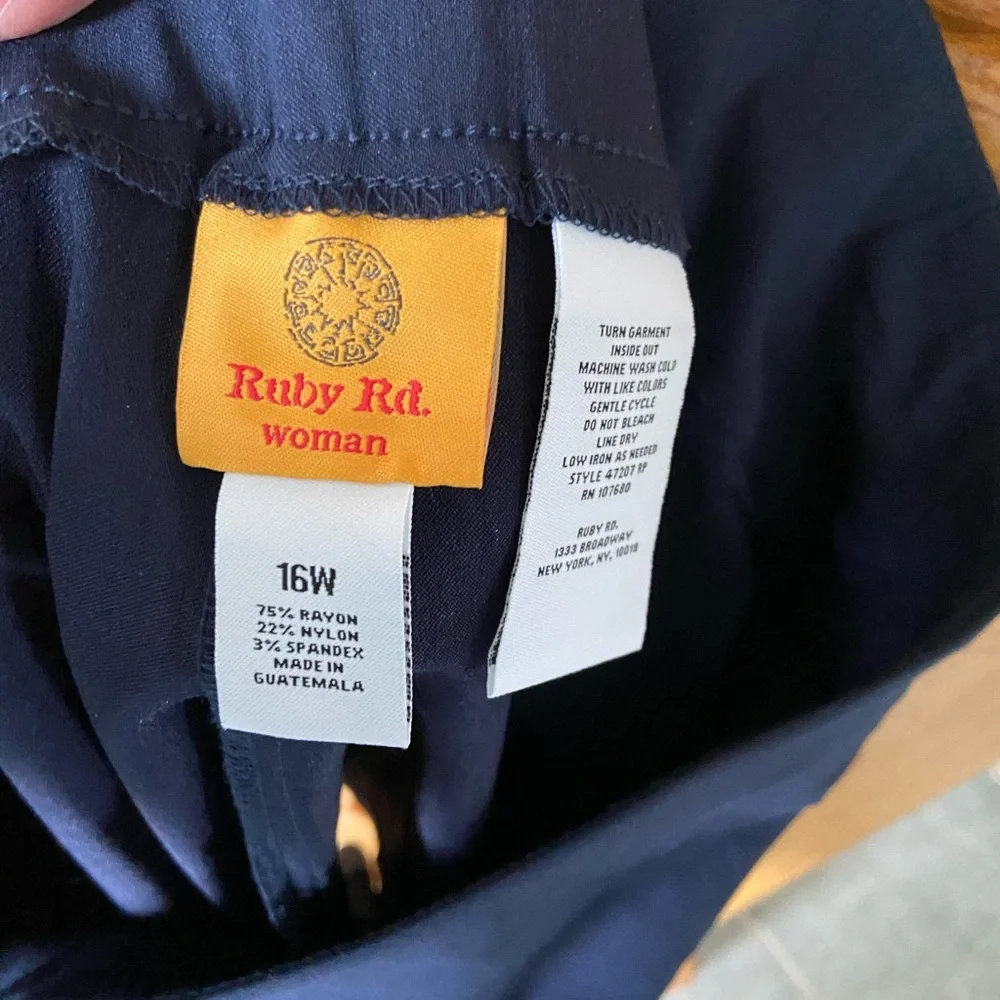 Ruby Rd.
woman
16W
75% RAYON
22% NYLON
3% SPANDEX
MADE IN
GUATEMALA
TURN GARMENT
INSIDE OUT
MACHINE WASH COLD
WITH LIKE COLORS
GENTLE CYCLE
DO NOT BLEACH
LINE DRY
LOW IRON AS NEEDED
STYLE 47207 RP
RN 107680
RUBY RD.
1333 BROADWAY
NEW YORK, NY, 10018